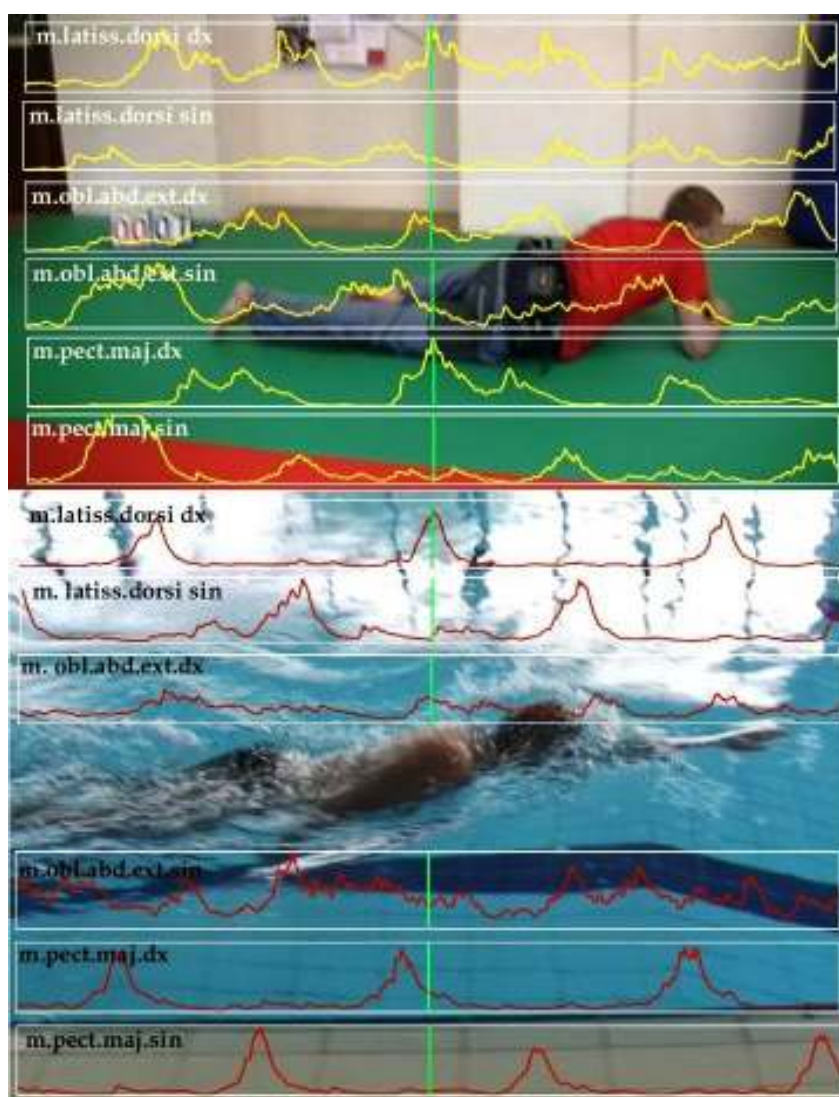 m.latiss.dorsi dx
m.latiss.dorsi sin
m.obl.abd.ext.dx
m.obl.abd.ext.sin
m.pect.maj.dx
m.pect.maj.sin
m.latiss.dorsi dx
m. latiss.dorsi sin
m. obl.abd.ext.dx
m.obl.abd.ext.sin
m.pect.maj.dx
m.pect.maj.sin